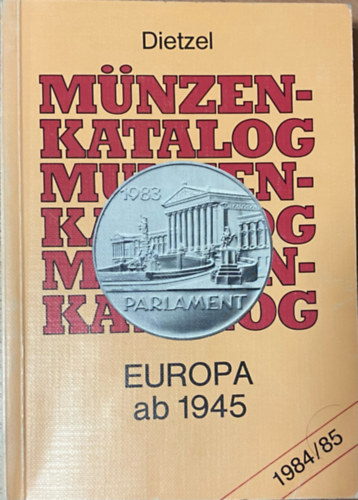 Dietzel
MÜNZEN-
KATALOG
MÜNZEN-
KATALOG
MÜNZEN-
KATALOG
1983
PARLAMENT
EUROPA
ab 1945
1984/85